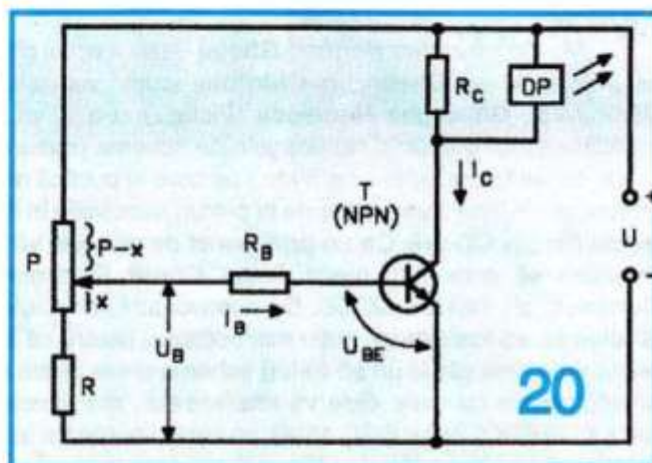 R_C
DP
I_C
T
(NPN)
P
P-x
x
R_B
I_B
U_B
U_BE
R
U
+
-
20